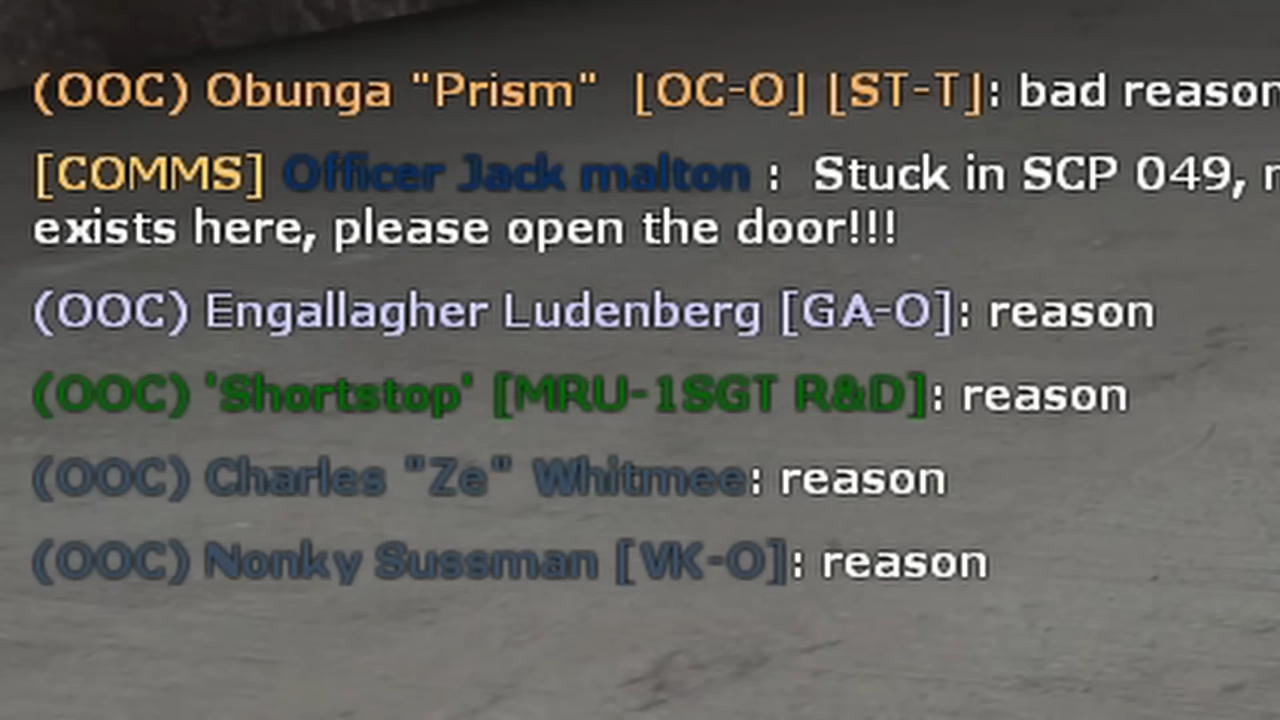 (OOC) Obunga "Prism"  [OC-O] [ST-T]: bad reason
[COMMS] Officer Jack malton :  Stuck in SCP 049,
exists here, please open the door!!!
(OOC) Engallagher Ludenberg [GA-O]: reason
(OOC) 'Shortstop' [MRU-1SGT R&D]: reason
(OOC) Charles "Ze" Whitmee: reason
(OOC) Nonky Sussman [VK-O]: reason